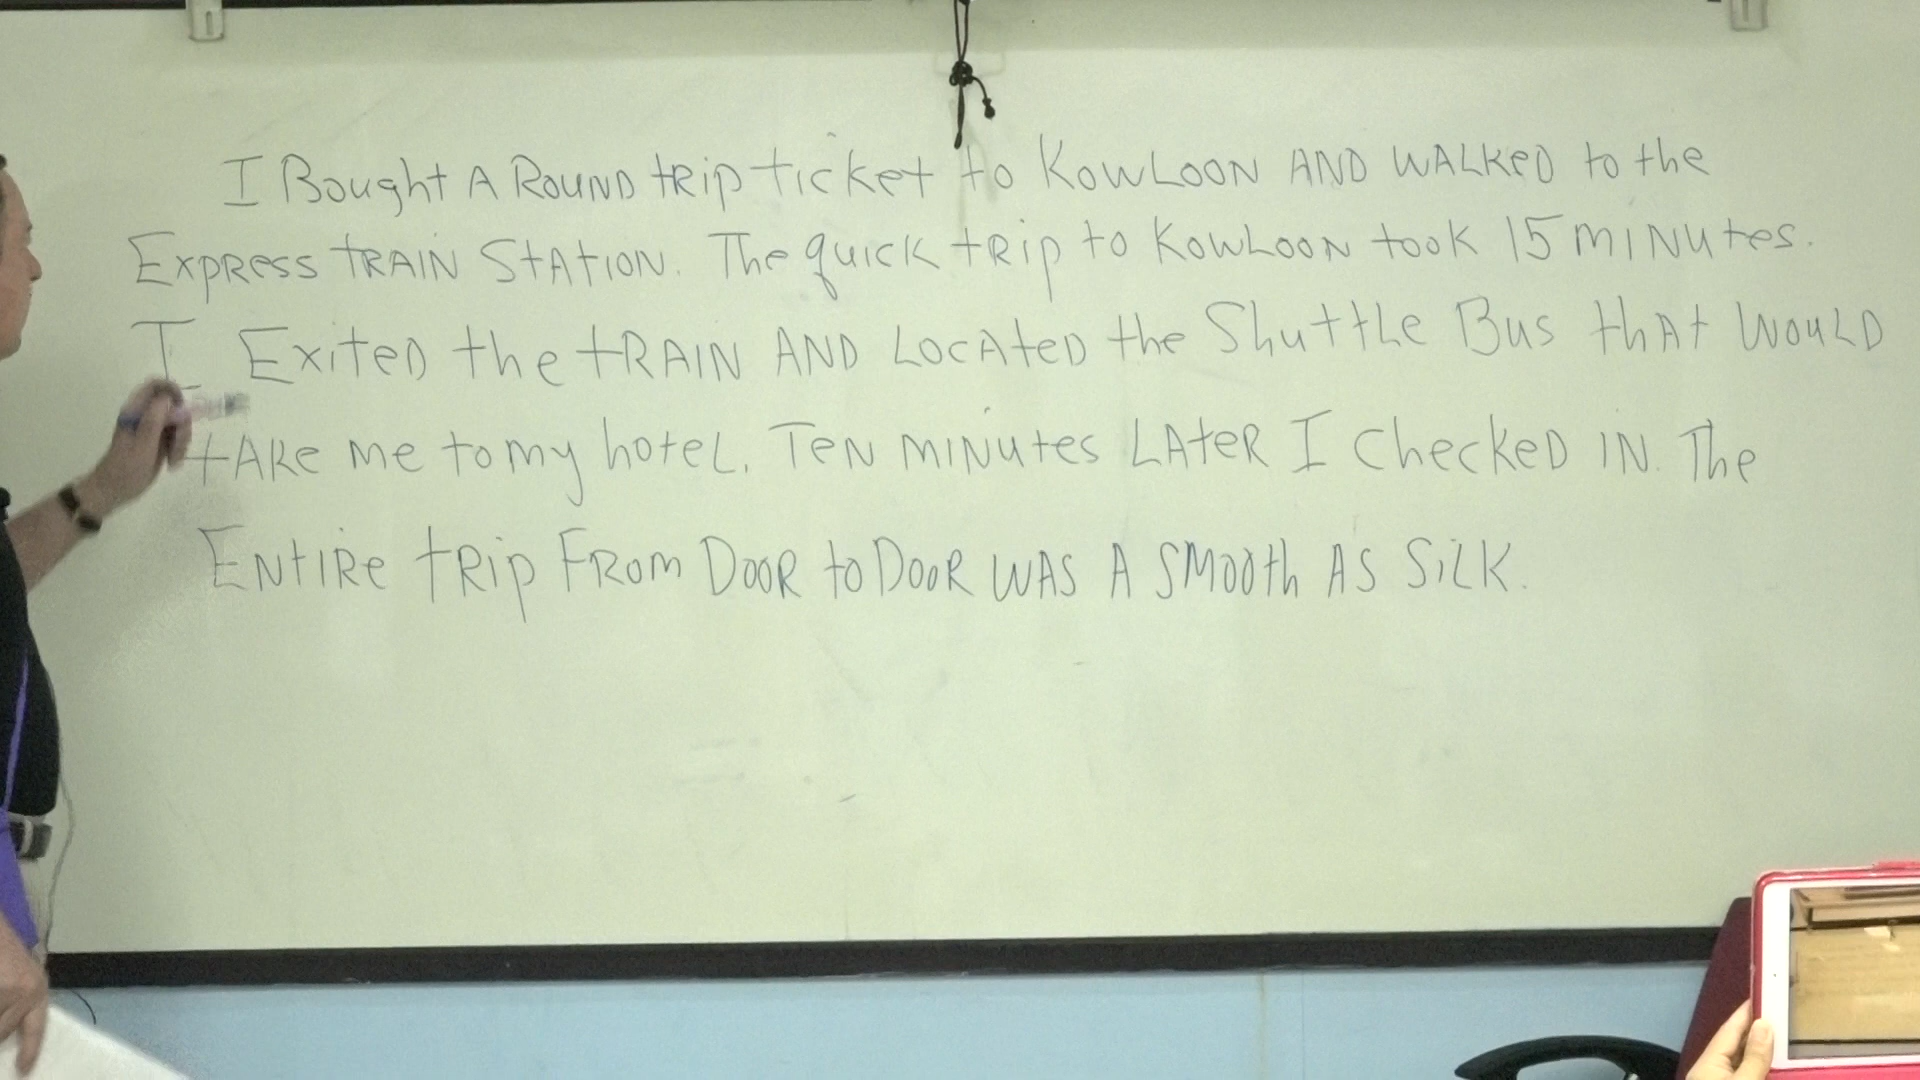 I Bought A ROUND tRip ticket to KOWLOON AND WALKeD to the
ExpRess tRAIN StAtION. The quick tRip to KOWLOON took 15 MINutes.
I ExiteD the tRAIN AND LOcAteD the Shuttle Bus thAt WOuLD
tAKe me to my hoteL. TeN MINutes LAteR I checkeD IN. The
ENtIRe tRip FRom DOOR to DOOR WAS A SMOOth AS SiLK.